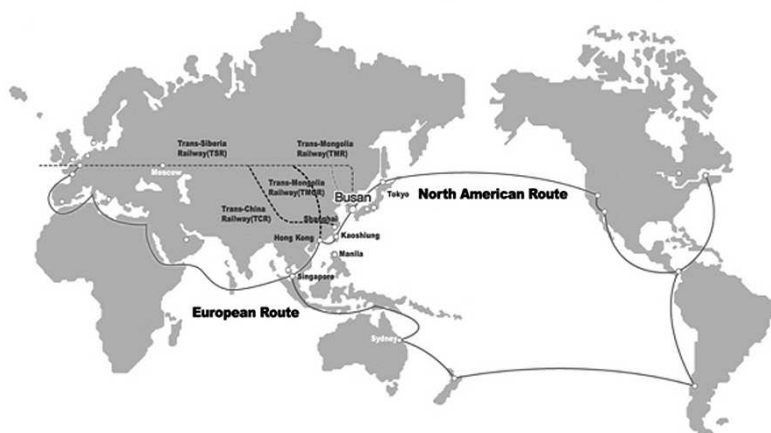 Trans-Siberia
Railway(TSR)
Trans-Mongolia
Railway(TMR)
Moscow
Trans-Mongolia
Railway(TMGR)
Busan
North American Route
Tokyo
Trans-China
Railway(TCR)
Shanghai
Hong Kong
Kaoshiung
Manila
Singapore
European Route
Sydney